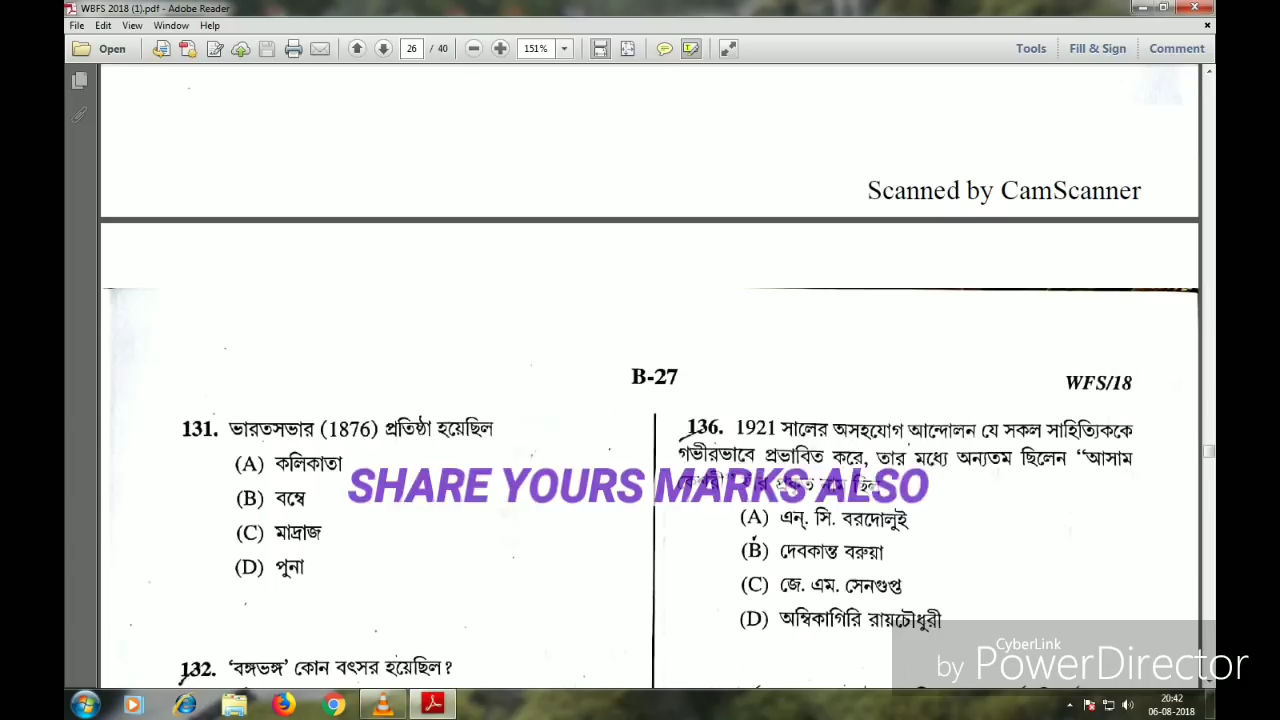 WBFS 2018 (1).pdf - Adobe Reader
File Edit View Window Help
Open 26 / 40 151% Tools Fill & Sign Comment
Scanned by CamScanner
B-27
WFS/18
131. ভারতসভার (1876) প্রতিষ্ঠা হয়েছিল
(A) কলিকাতা
(B) বম্বে
(C) মাদ্রাজ
(D) পুনা
132. ‘বঙ্গভঙ্গ’ কোন বৎসর হয়েছিল?
136. 1921 সালের অসহযোগ আন্দোলন যে সকল সাহিত্যিককে
গভীরভাবে প্রভাবিত করে, তার মধ্যে অন্যতম ছিলেন “আসাম
নাম ছিল
(A) এন্. সি. বরদোলুই
(B) দেবকান্ত বরুয়া
(C) জে. এম. সেনগুপ্ত
(D) অম্বিকাগিরি রায়চৌধুরী
SHARE YOURS MARKS ALSO
CyberLink
by PowerDirector
20:42
06-08-2018